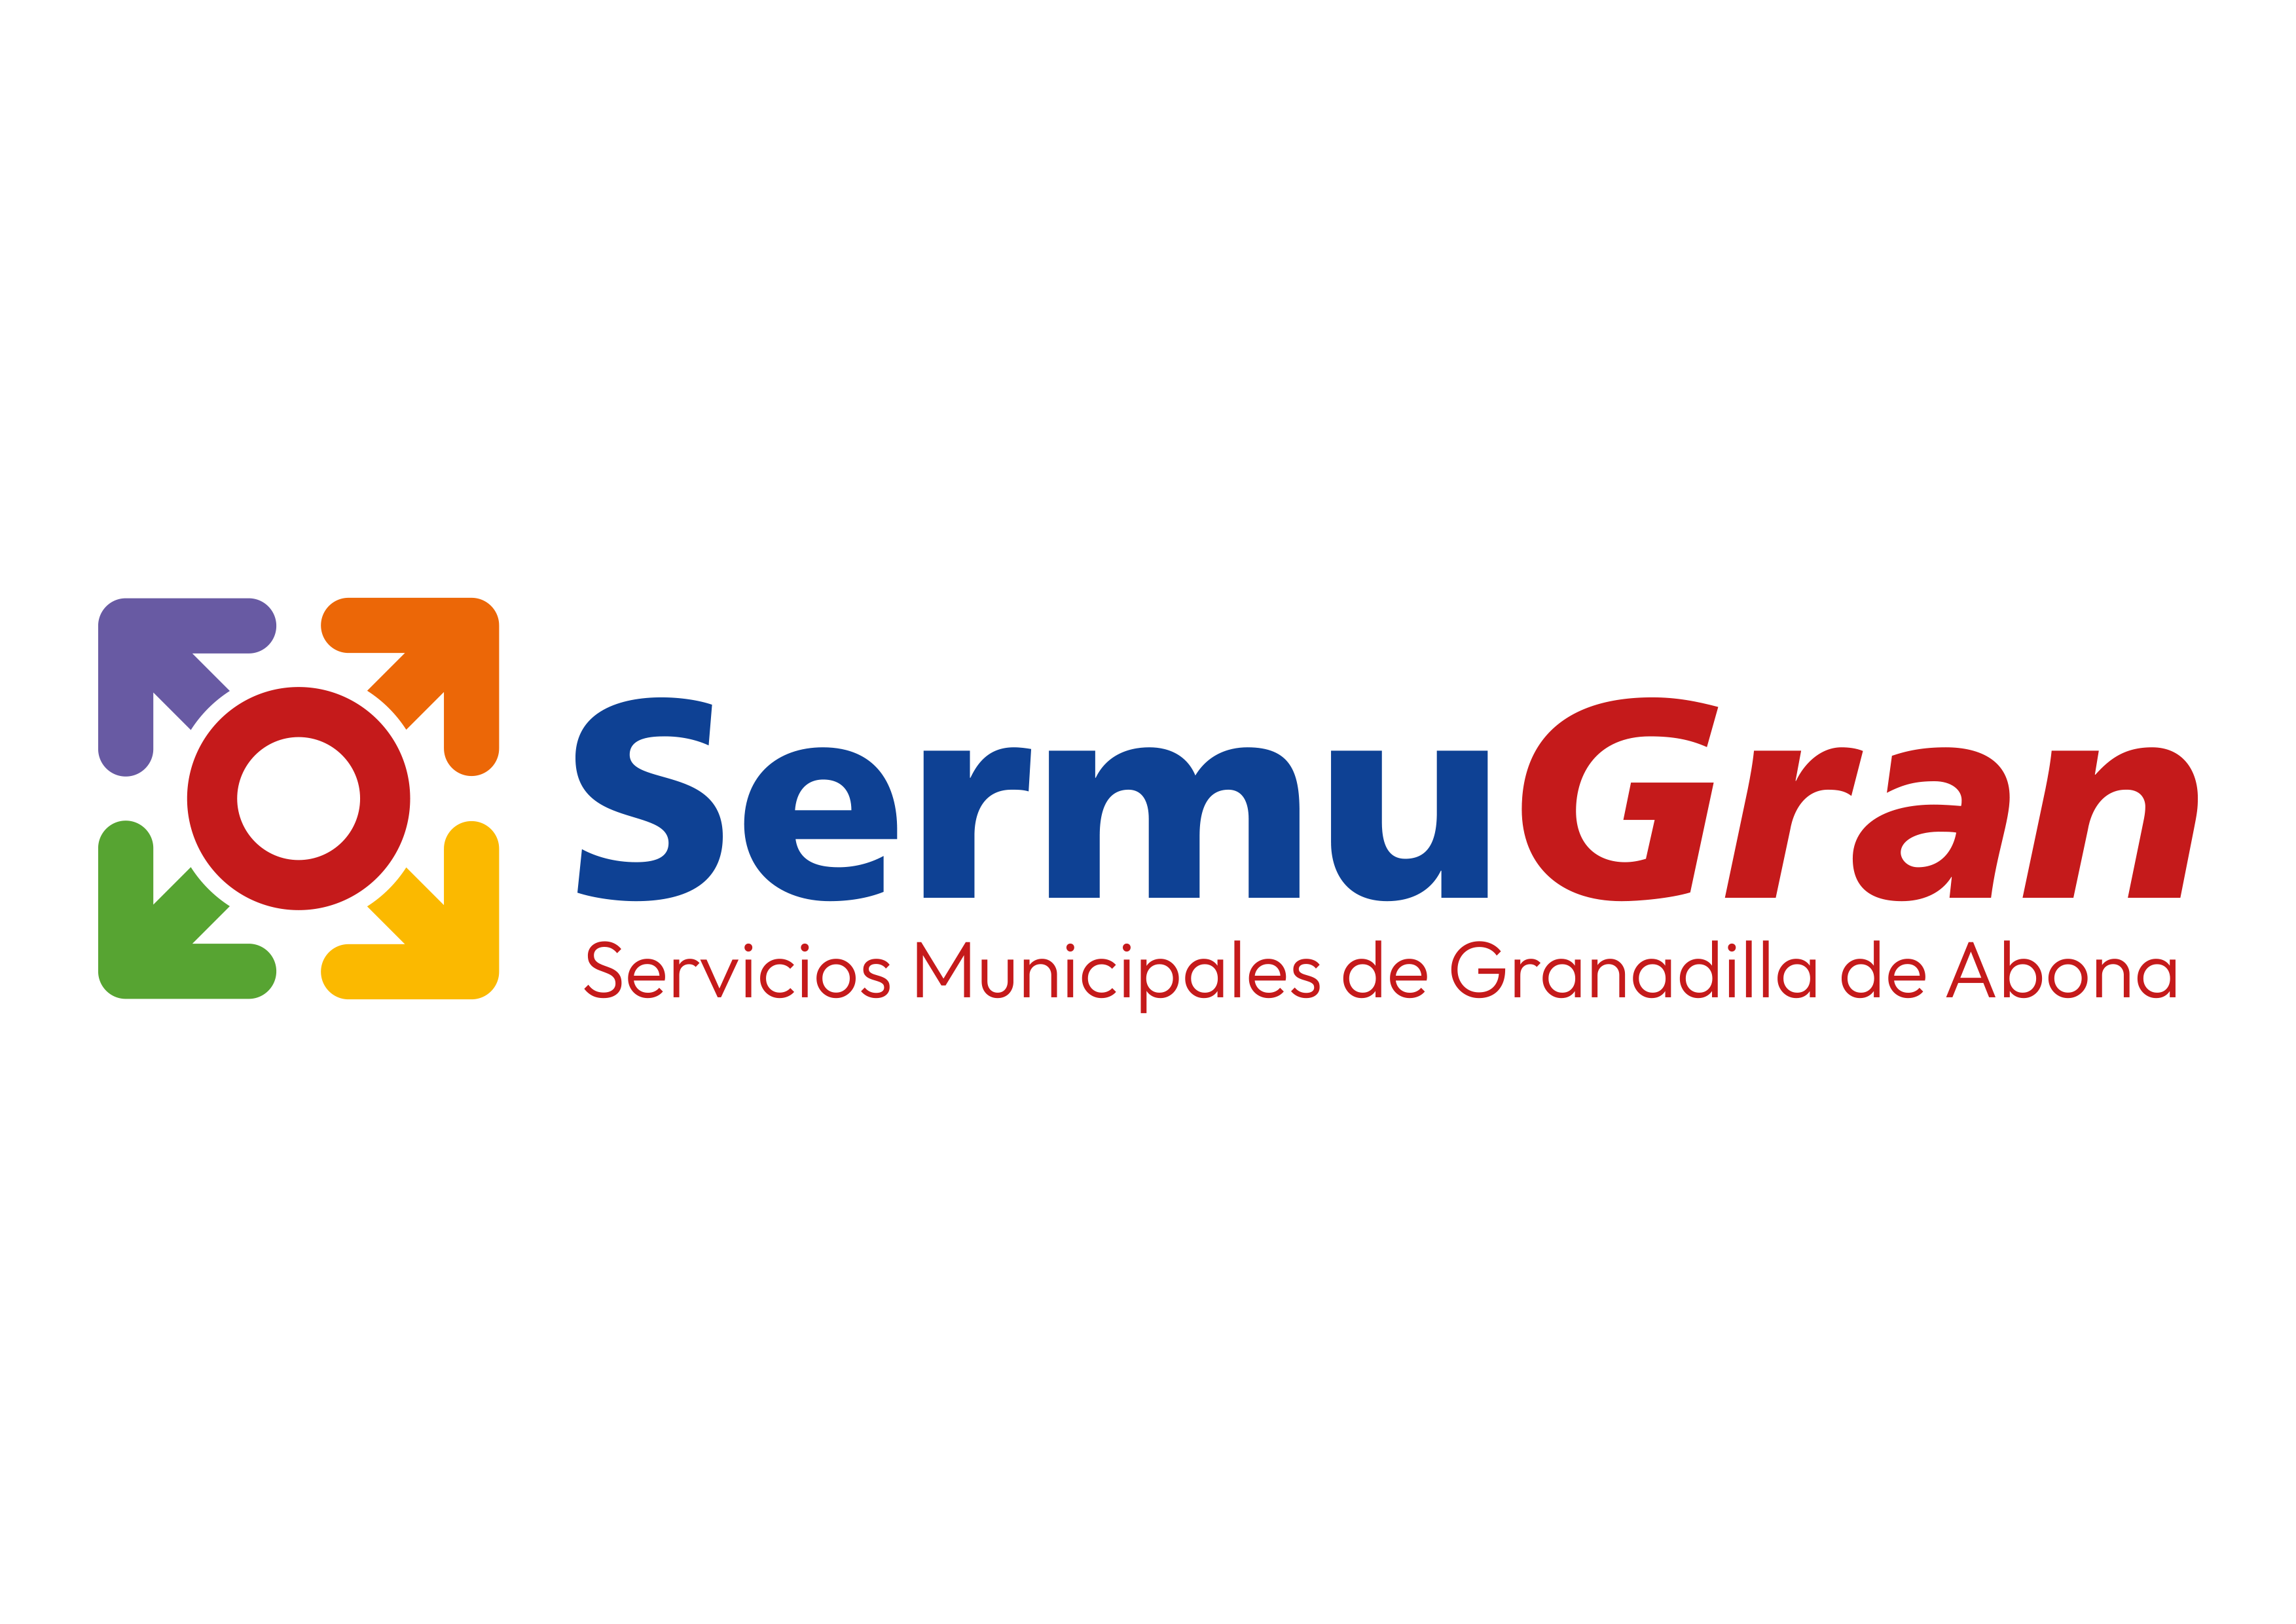 SermuGran
Servicios Municipales de Granadilla de Abona